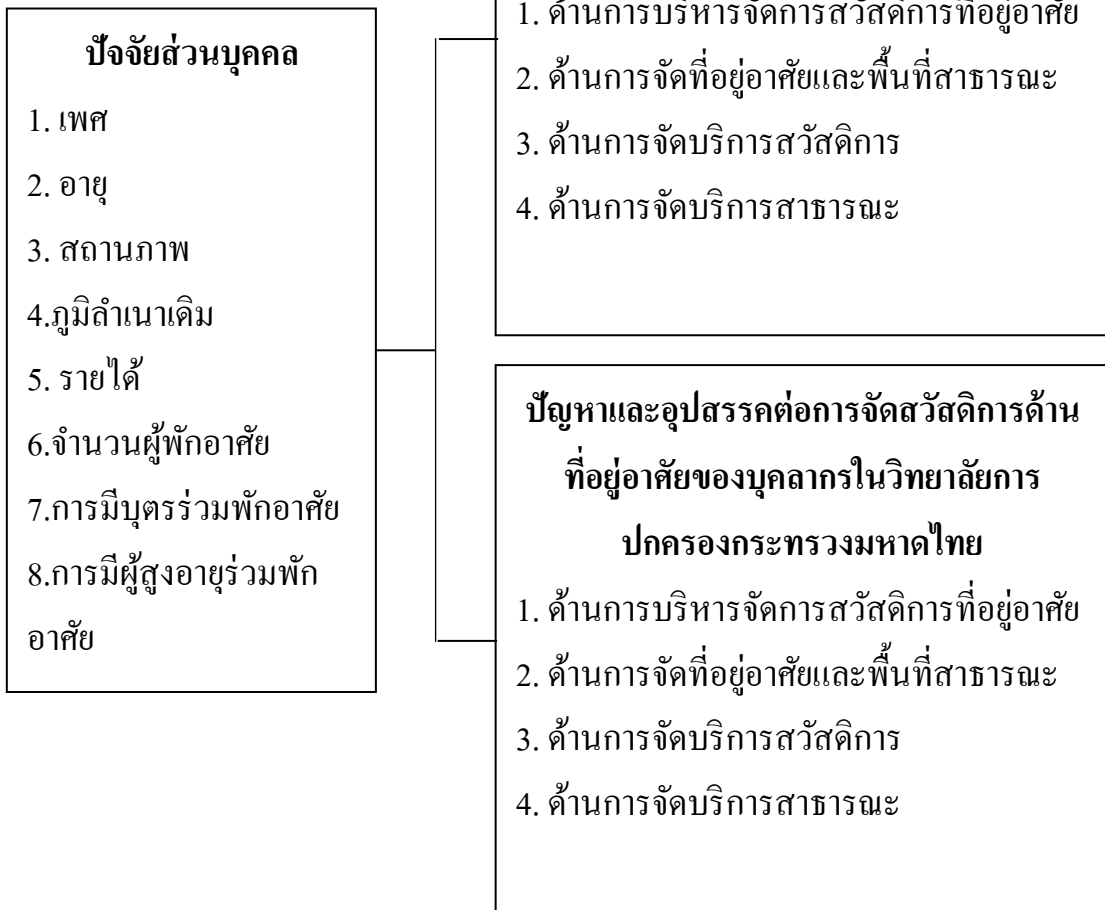 ปัจจัยส่วนบุคคล
1. เพศ
2. อายุ
3. สถานภาพ
4.ภูมิลำเนาเดิม
5. รายได้
6.จำนวนผู้พักอาศัย
7.การมีบุตรร่วมพักอาศัย
8.การมีผู้สูงอายุร่วมพัก
อาศัย
1. ด้านการบริหารจัดการสวัสดิการที่อยู่อาศัย
2. ด้านการจัดที่อยู่อาศัยและพื้นที่สาธารณะ
3. ด้านการจัดบริการสวัสดิการ
4. ด้านการจัดบริการสาธารณะ
ปัญหาและอุปสรรคต่อการจัดสวัสดิการด้าน
ที่อยู่อาศัยของบุคลากรในวิทยาลัยการ
ปกครองกระทรวงมหาดไทย
1. ด้านการบริหารจัดการสวัสดิการที่อยู่อาศัย
2. ด้านการจัดที่อยู่อาศัยและพื้นที่สาธารณะ
3. ด้านการจัดบริการสวัสดิการ
4. ด้านการจัดบริการสาธารณะ